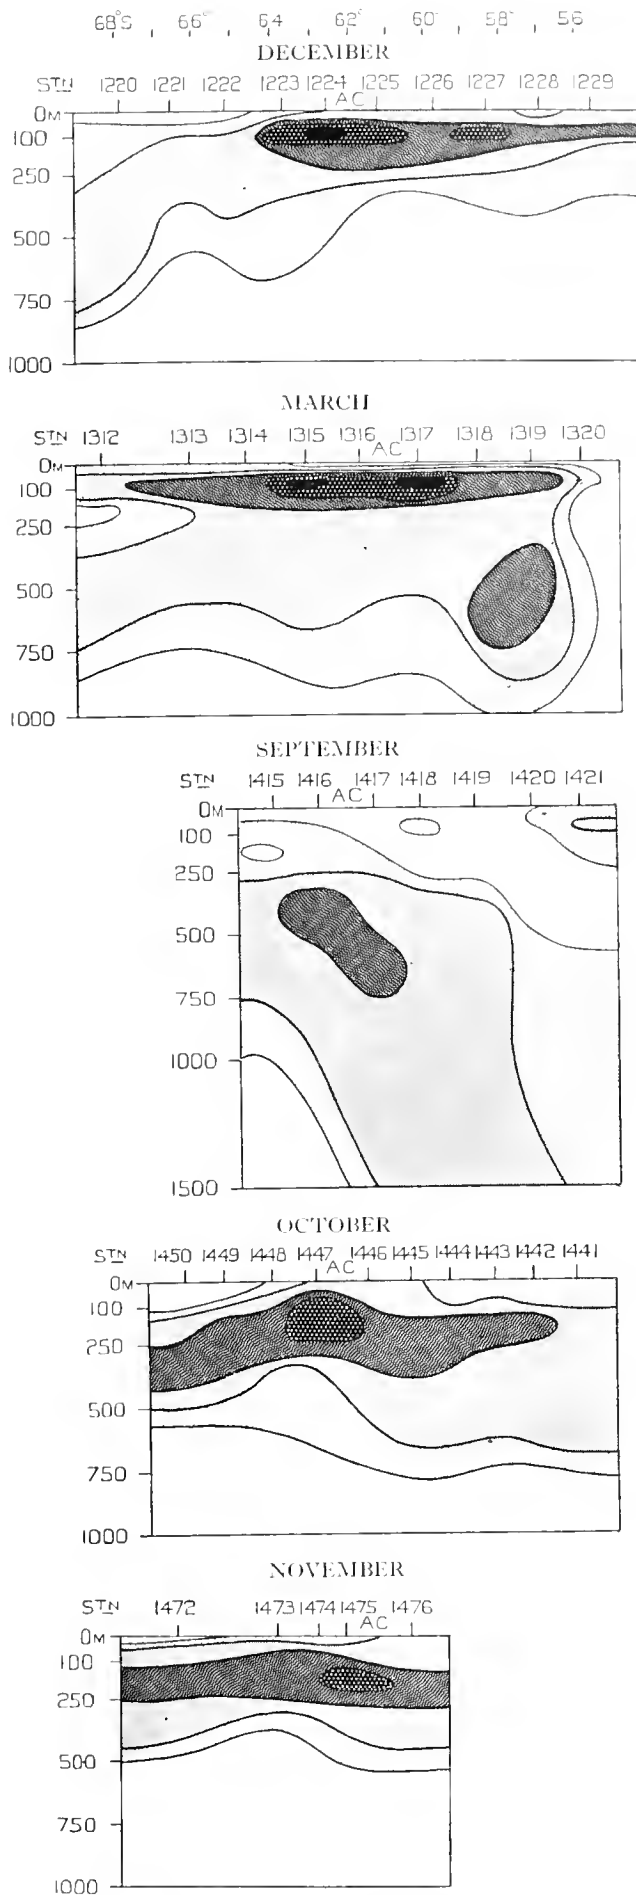 68°S 66° 64 62° 60° 58° 56
DECEMBER
STN 1220 1221 1222 1223 1224 1225 1226 1227 1228 1229
AC
0M
100
250
500
750
1000
MARCH
STN 1312 1313 1314 1315 1316 1317 1318 1319 1320
AC
0M
100
250
500
750
1000
SEPTEMBER
STN 1415 1416 1417 1418 1419 1420 1421
AC
0M
100
250
500
750
1000
1500
OCTOBER
STN 1450 1449 1448 1447 1446 1445 1444 1443 1442 1441
AC
0M
100
250
500
750
1000
NOVEMBER
STN 1472 1473 1474 1475 1476
AC
0M
100
250
500
750
1000